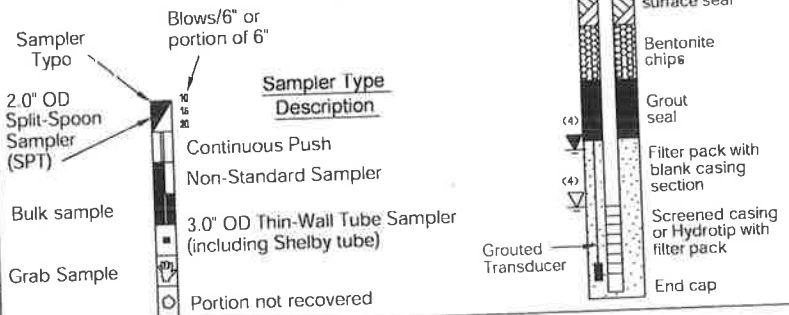 Blows/6" or
portion of 6"
Sampler
Typo
Sampler Type
Description
2.0" OD
Split-Spoon
Sampler
(SPT)
10
15
20
Continuous Push
Non-Standard Sampler
Bulk sample
3.0" OD Thin-Wall Tube Sampler
(including Shelby tube)
Grab Sample
Portion not recovered
surface seal
Bentonite
chips
Grout
seal
(4)
Filter pack with
blank casing
section
(4)
Screened casing
or Hydrotip with
filter pack
Grouted
Transducer
End cap